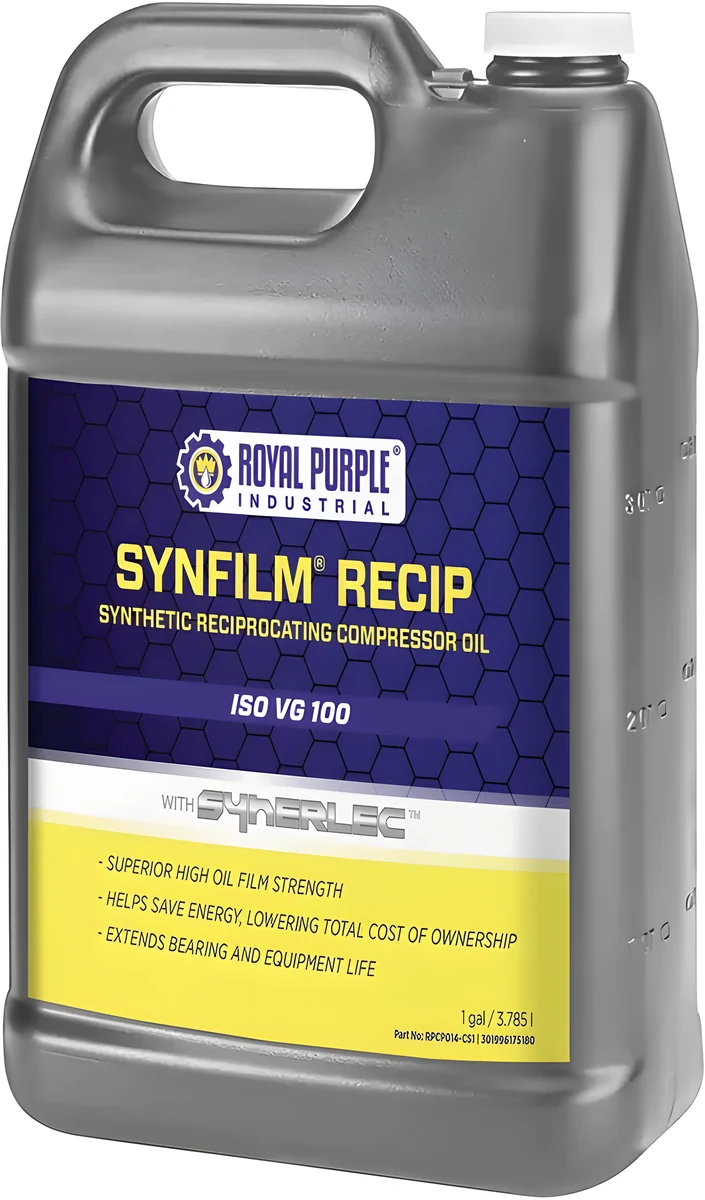 ROYAL PURPLE®
INDUSTRIAL
SYNFILM® RECIP
SYNTHETIC RECIPROCATING COMPRESSOR OIL
ISO VG 100
WITH SYNERLEC™
- SUPERIOR HIGH OIL FILM STRENGTH
- HELPS SAVE ENERGY, LOWERING TOTAL COST OF OWNERSHIP
- EXTENDS BEARING AND EQUIPMENT LIFE
1 gal / 3.785 l
Part No: RPCP014-CS1 | 301996175180